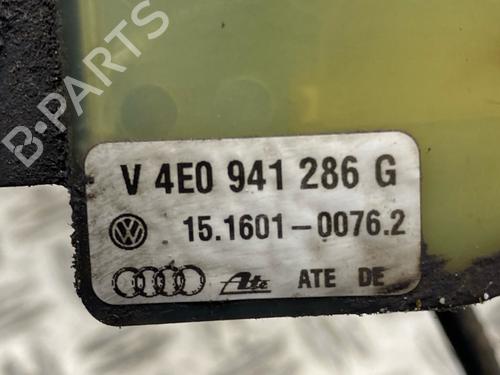 B-PARTS
V 4E0 941 286 G
15.1601-0076.2
Ate ATE DE